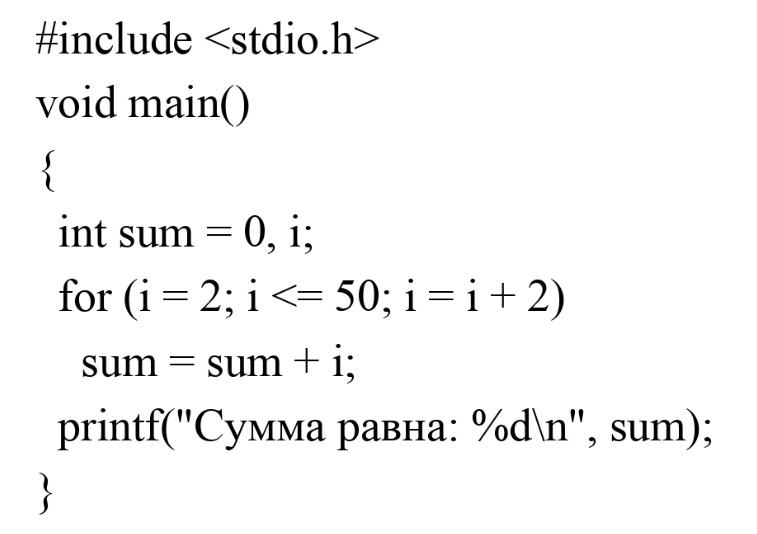 #include <stdio.h>
void main()
{
int sum = 0, i;
for (i = 2; i <= 50; i = i + 2)
sum = sum + i;
printf("Сумма равна: %d\n", sum);
}